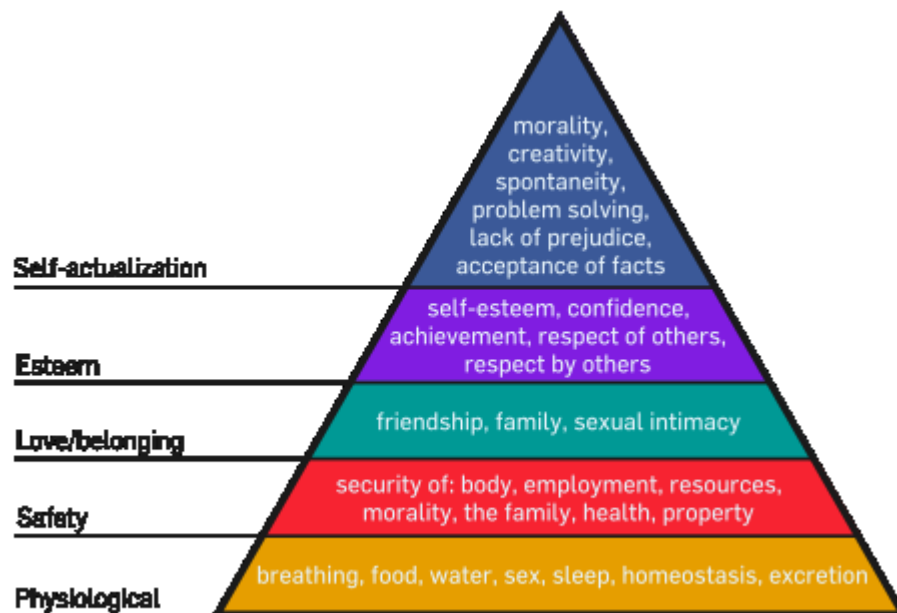 morality,
creativity,
spontaneity,
problem solving,
lack of prejudice,
acceptance of facts
Self-actualization
self-esteem, confidence,
achievement, respect of others,
respect by others
Esteem
friendship, family, sexual intimacy
Love/belonging
security of: body, employment, resources,
morality, the family, health, property
Safety
breathing, food, water, sex, sleep, homeostasis, excretion
Physiological